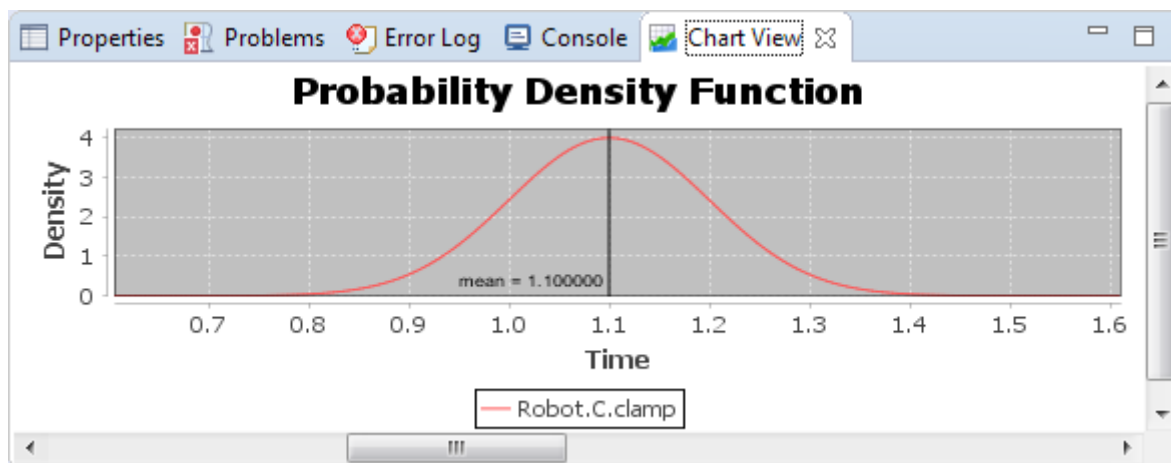 Properties Problems Error Log Console Chart View
Probability Density Function
Density
4
3
2
1
0
mean = 1.100000
0.7 0.8 0.9 1.0 1.1 1.2 1.3 1.4 1.5 1.6
Time
Robot.C.clamp